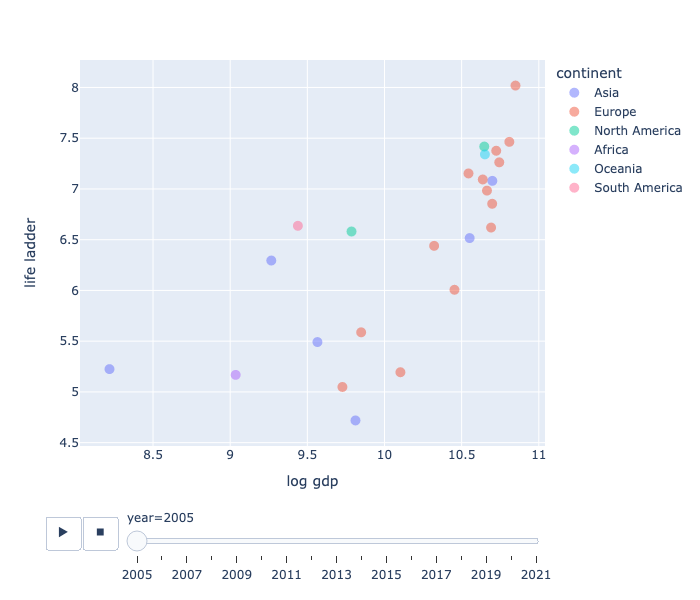 continent
Asia
Europe
North America
Africa
Oceania
South America
life ladder
8
7.5
7
6.5
6
5.5
5
4.5
8.5 9 9.5 10 10.5 11
log gdp
year=2005
2005 2007 2009 2011 2013 2015 2017 2019 2021